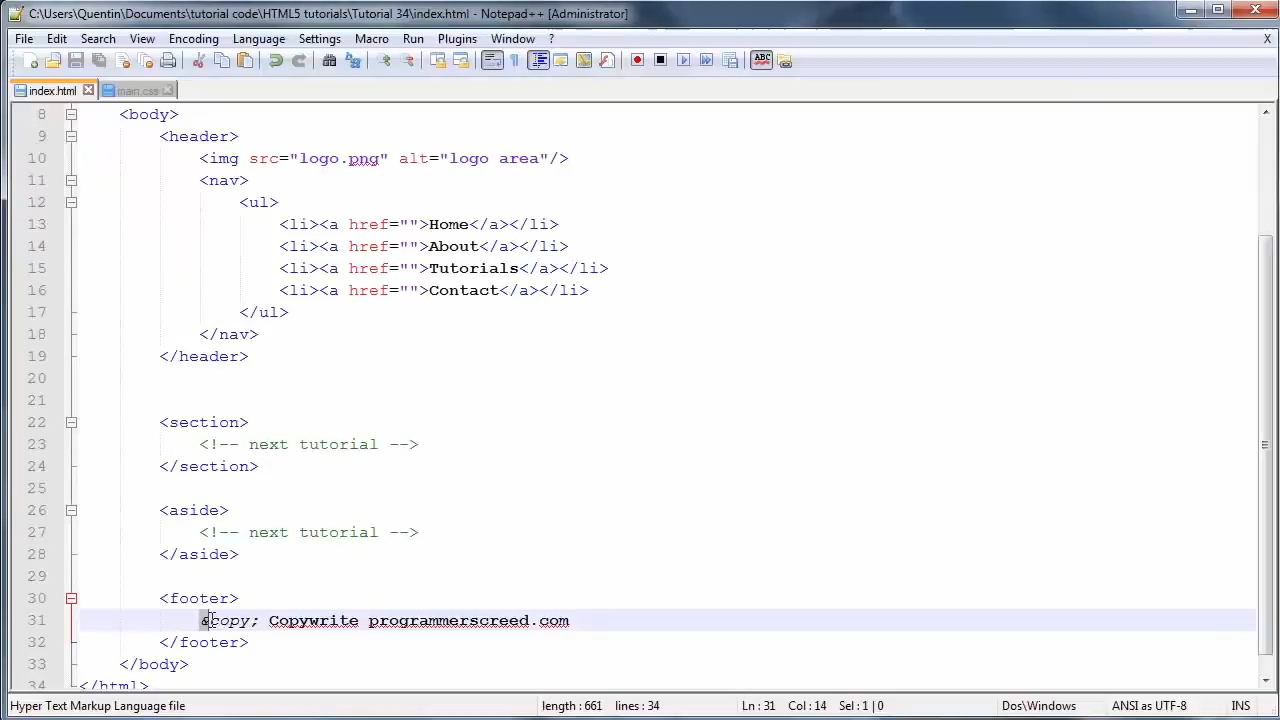 C:\Users\Quentin\Documents\tutorial code\HTML5 tutorials\Tutorial 34\index.html - Notepad++ [Administrator]
File Edit Search View Encoding Language Settings Macro Run Plugins Window ? X
ABC
index.html main.css
8 <body>
9 <header>
10 <img src="logo.png" alt="logo area"/>
11 <nav>
12 <ul>
13 <li><a href="">Home</a></li>
14 <li><a href="">About</a></li>
15 <li><a href="">Tutorials</a></li>
16 <li><a href="">Contact</a></li>
17 </ul>
18 </nav>
19 </header>
20
21
22 <section>
23 <!-- next tutorial -->
24 </section>
25
26 <aside>
27 <!-- next tutorial -->
28 </aside>
29
30 <footer>
31 &copy; Copywrite programmerscreed.com
32 </footer>
33 </body>
34 </html>
Hyper Text Markup Language file length : 661 lines : 34 Ln : 31 Col : 14 Sel : 1 | 0 Dos\Windows ANSI as UTF-8 INS